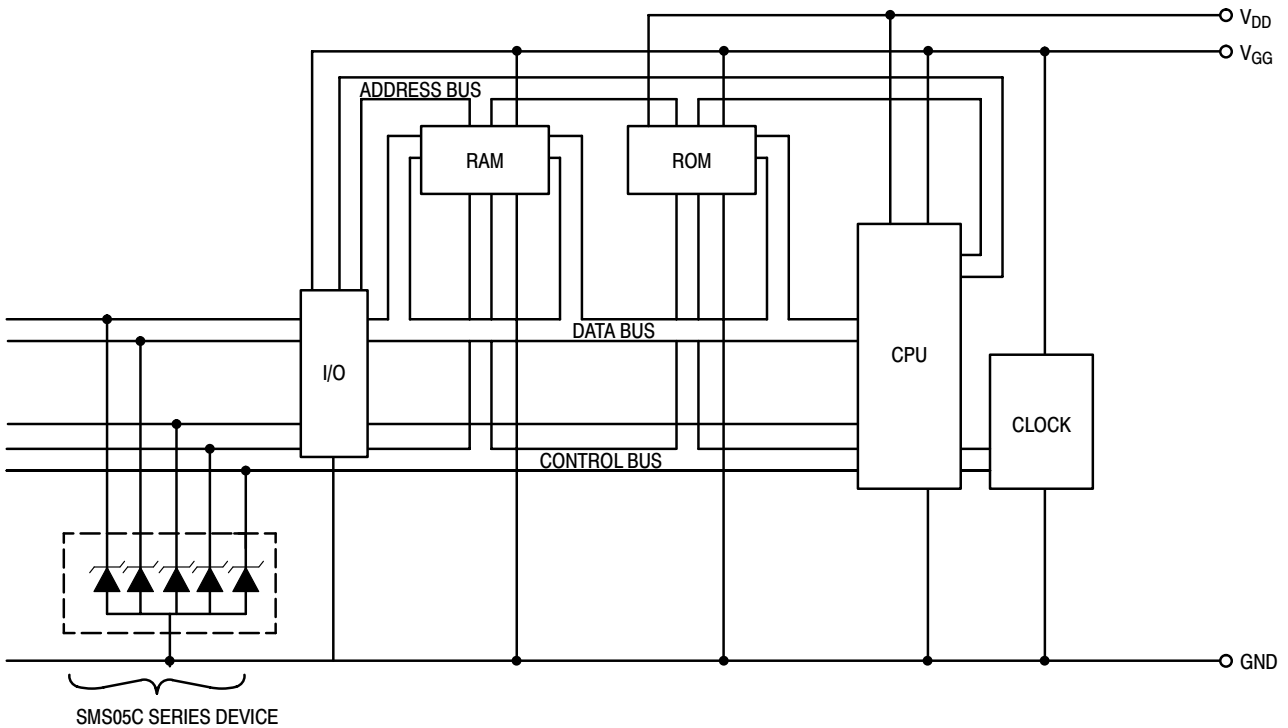 V_DD
V_GG
ADDRESS BUS
RAM
ROM
DATA BUS
CPU
I/O
CLOCK
CONTROL BUS
GND
SMS05C SERIES DEVICE